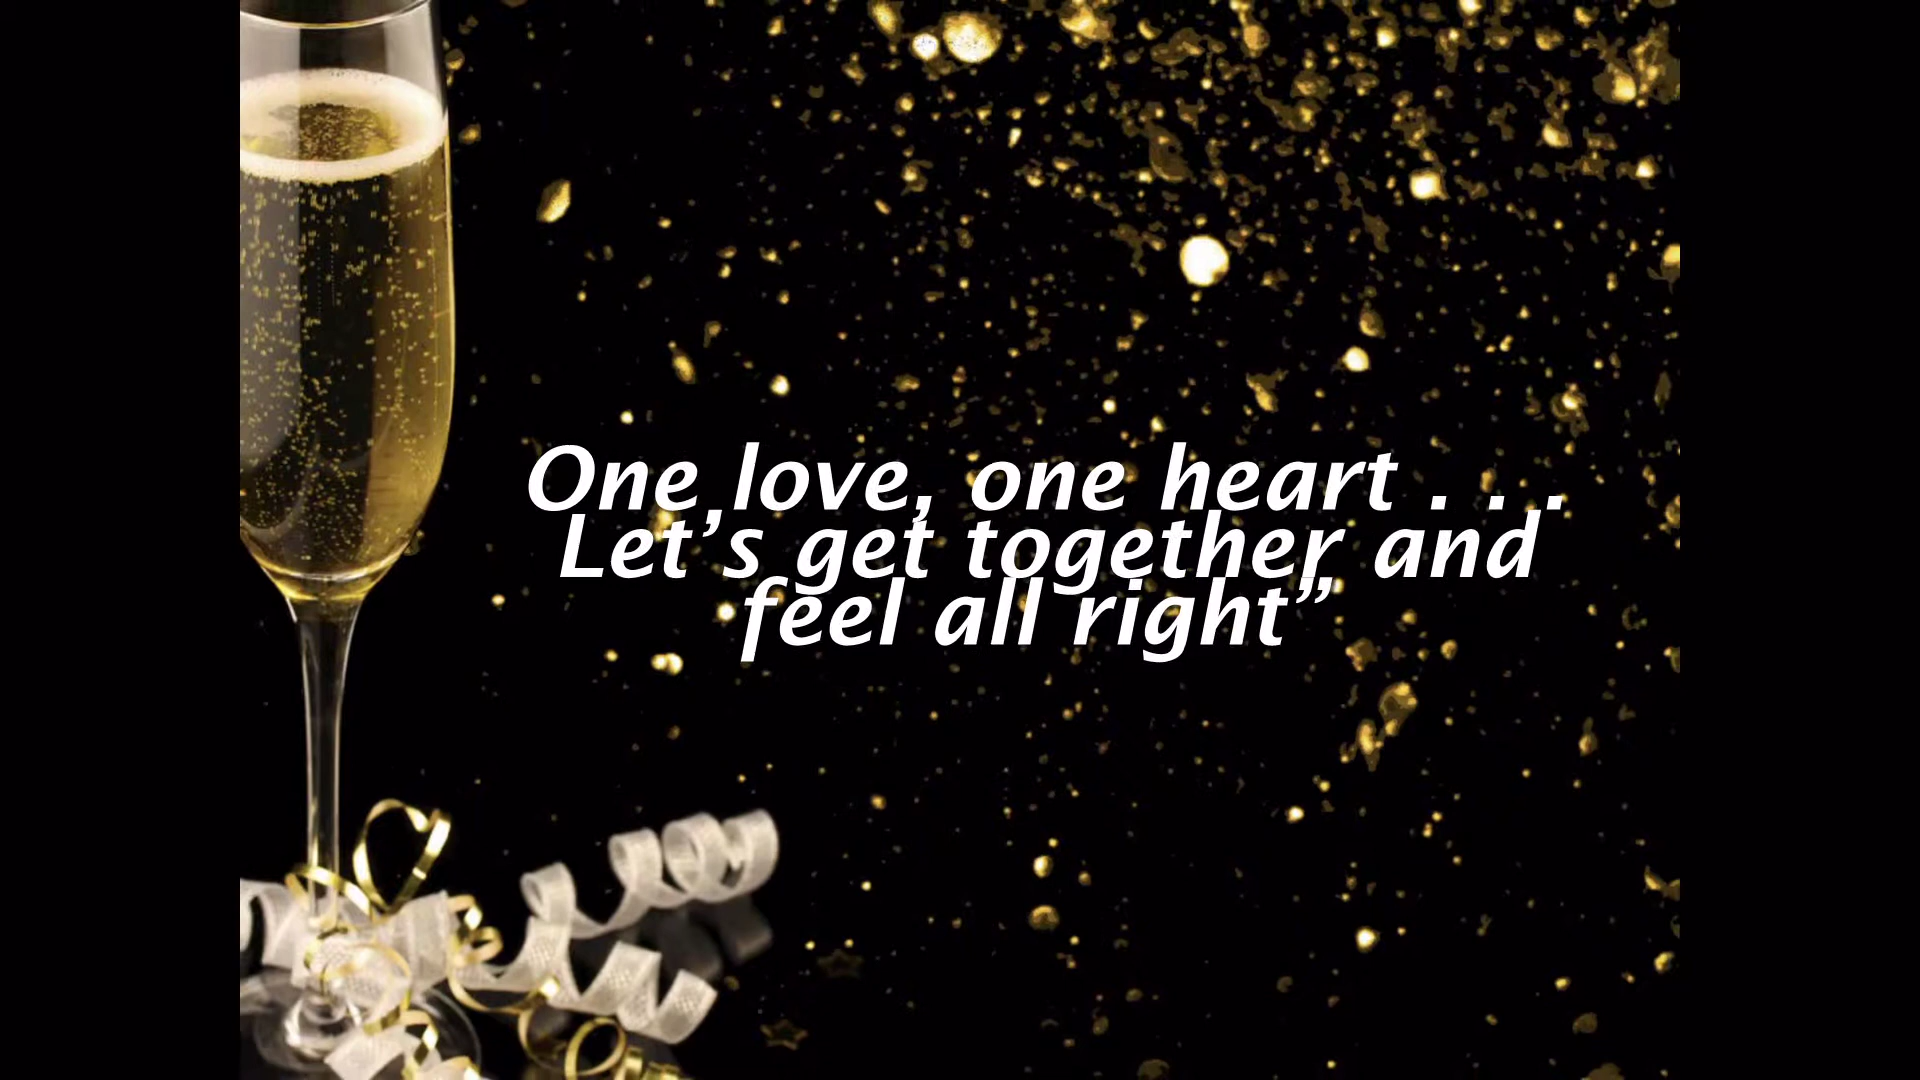 One love, one heart . . .
Let’s get together and
feel all right”